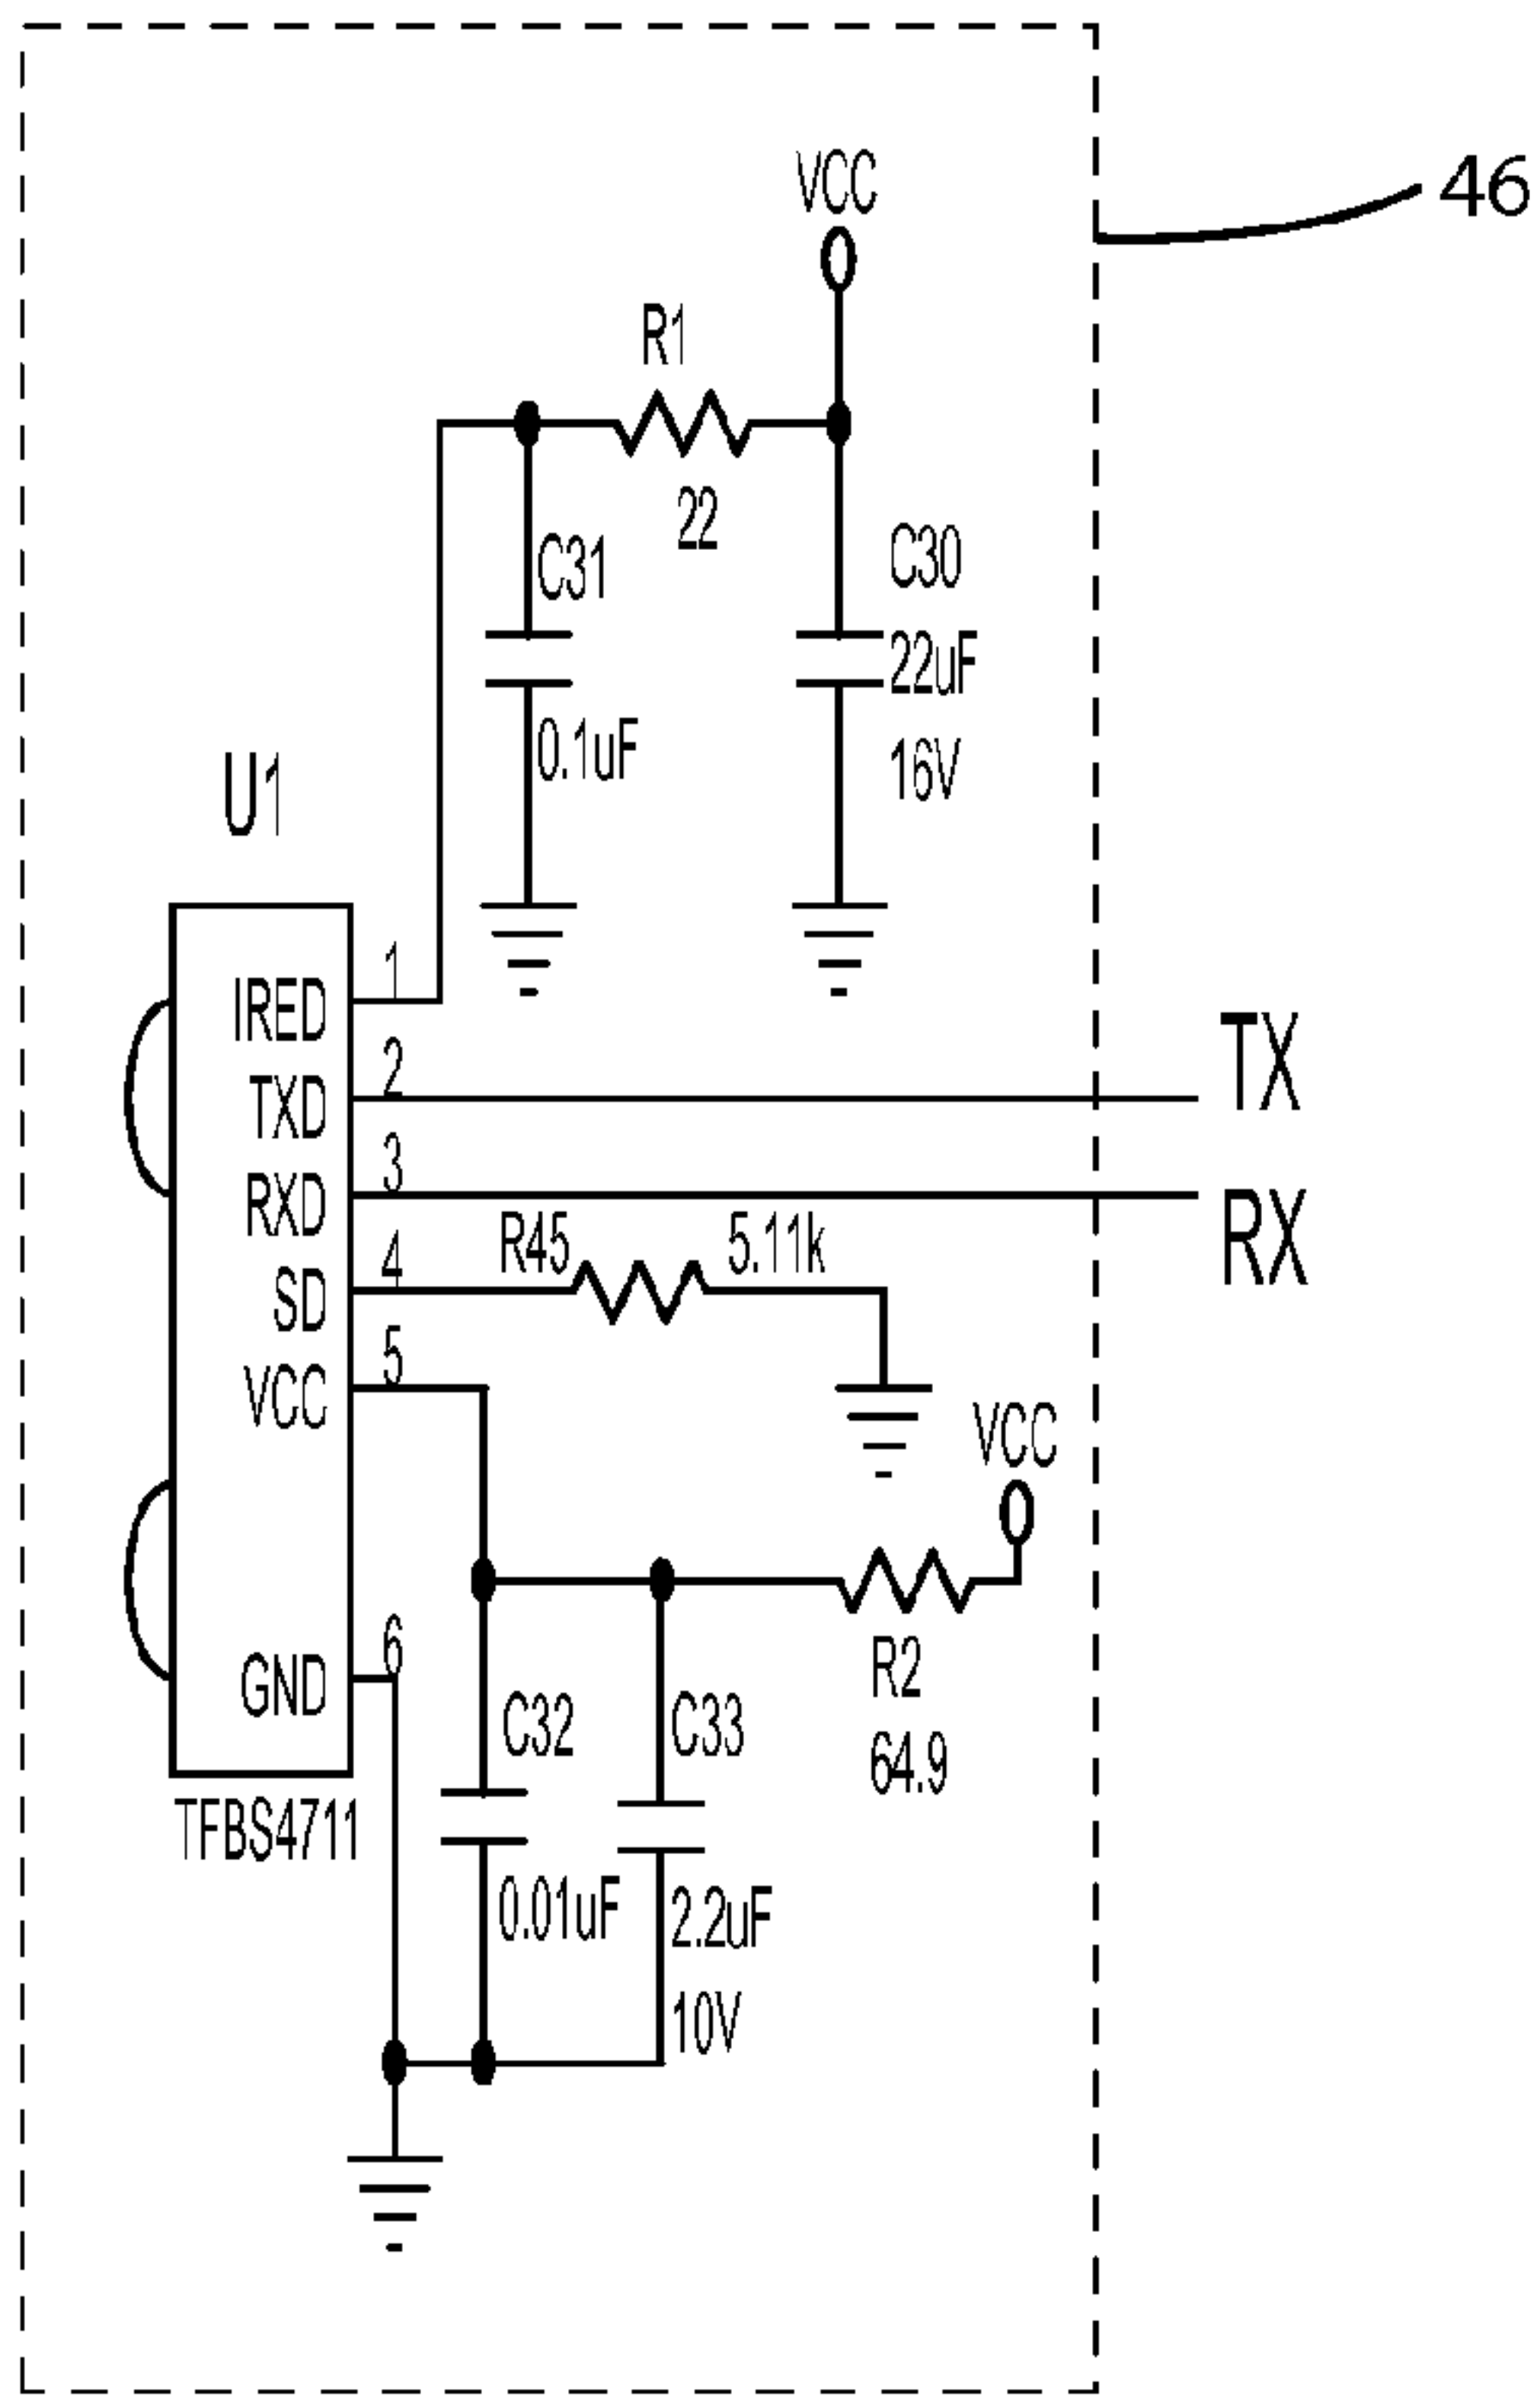 46
VCC
R1
22
C31
0.1uF
C30
22uF
16V
U1
IRED 1
TXD 2
TX
RXD 3
RX
SD 4
R45 5.11k
VCC 5
VCC
R2
64.9
GND 6
TFBS4711
C32
0.01uF
C33
2.2uF
10V